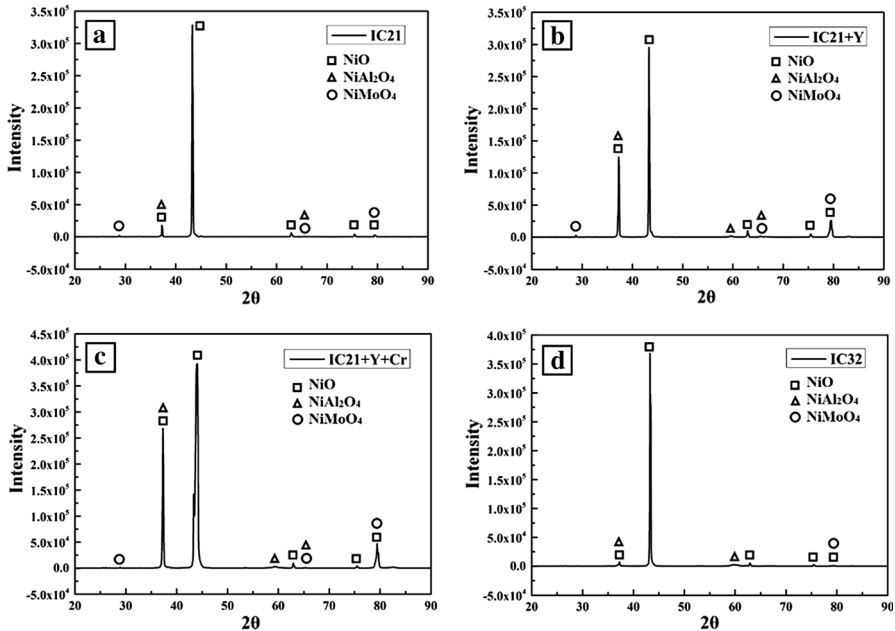 a
IC21
NiO
NiAl₂O₄
NiMoO₄
3.5x10⁵
3.0x10⁵
2.5x10⁵
2.0x10⁵
1.5x10⁵
1.0x10⁵
5.0x10⁴
0.0
-5.0x10⁴
Intensity
20 30 40 50 60 70 80 90
2θ
b
IC21+Y
NiO
NiAl₂O₄
NiMoO₄
3.5x10⁵
3.0x10⁵
2.5x10⁵
2.0x10⁵
1.5x10⁵
1.0x10⁵
5.0x10⁴
0.0
-5.0x10⁴
Intensity
20 30 40 50 60 70 80 90
2θ
c
IC21+Y+Cr
NiO
NiAl₂O₄
NiMoO₄
4.5x10⁵
4.0x10⁵
3.5x10⁵
3.0x10⁵
2.5x10⁵
2.0x10⁵
1.5x10⁵
1.0x10⁵
5.0x10⁴
0.0
-5.0x10⁴
Intensity
20 30 40 50 60 70 80 90
2θ
d
IC32
NiO
NiAl₂O₄
NiMoO₄
4.0x10⁵
3.5x10⁵
3.0x10⁵
2.5x10⁵
2.0x10⁵
1.5x10⁵
1.0x10⁵
5.0x10⁴
0.0
-5.0x10⁴
Intensity
20 30 40 50 60 70 80 90
2θ